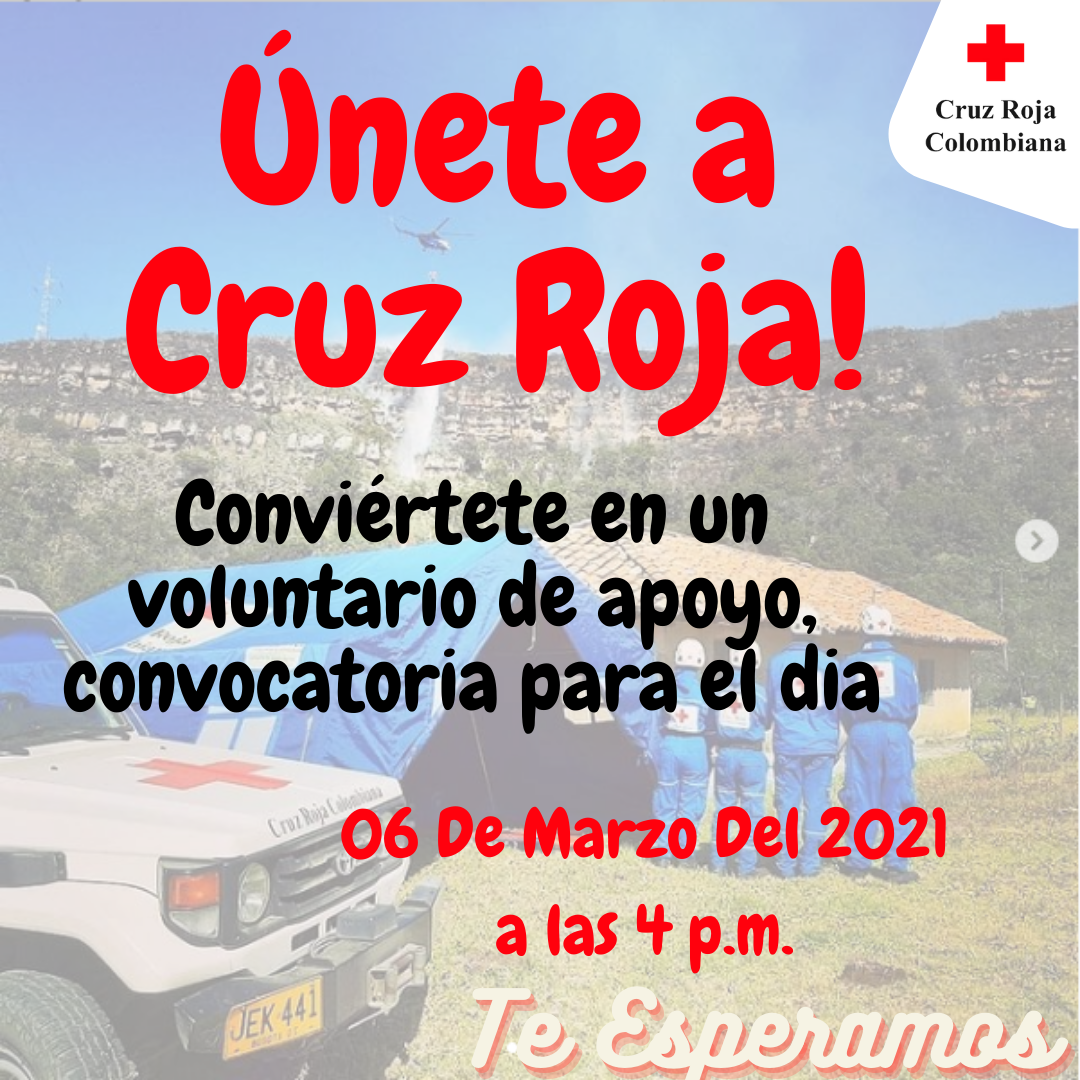 Únete a
Cruz Roja!
Cruz Roja
Colombiana
Conviértete en un
voluntario de apoyo,
convocatoria para el dia
Cruz Roja Colombiana
06 De Marzo Del 2021
a las 4 p.m.
JEK 441
Te Esperamos